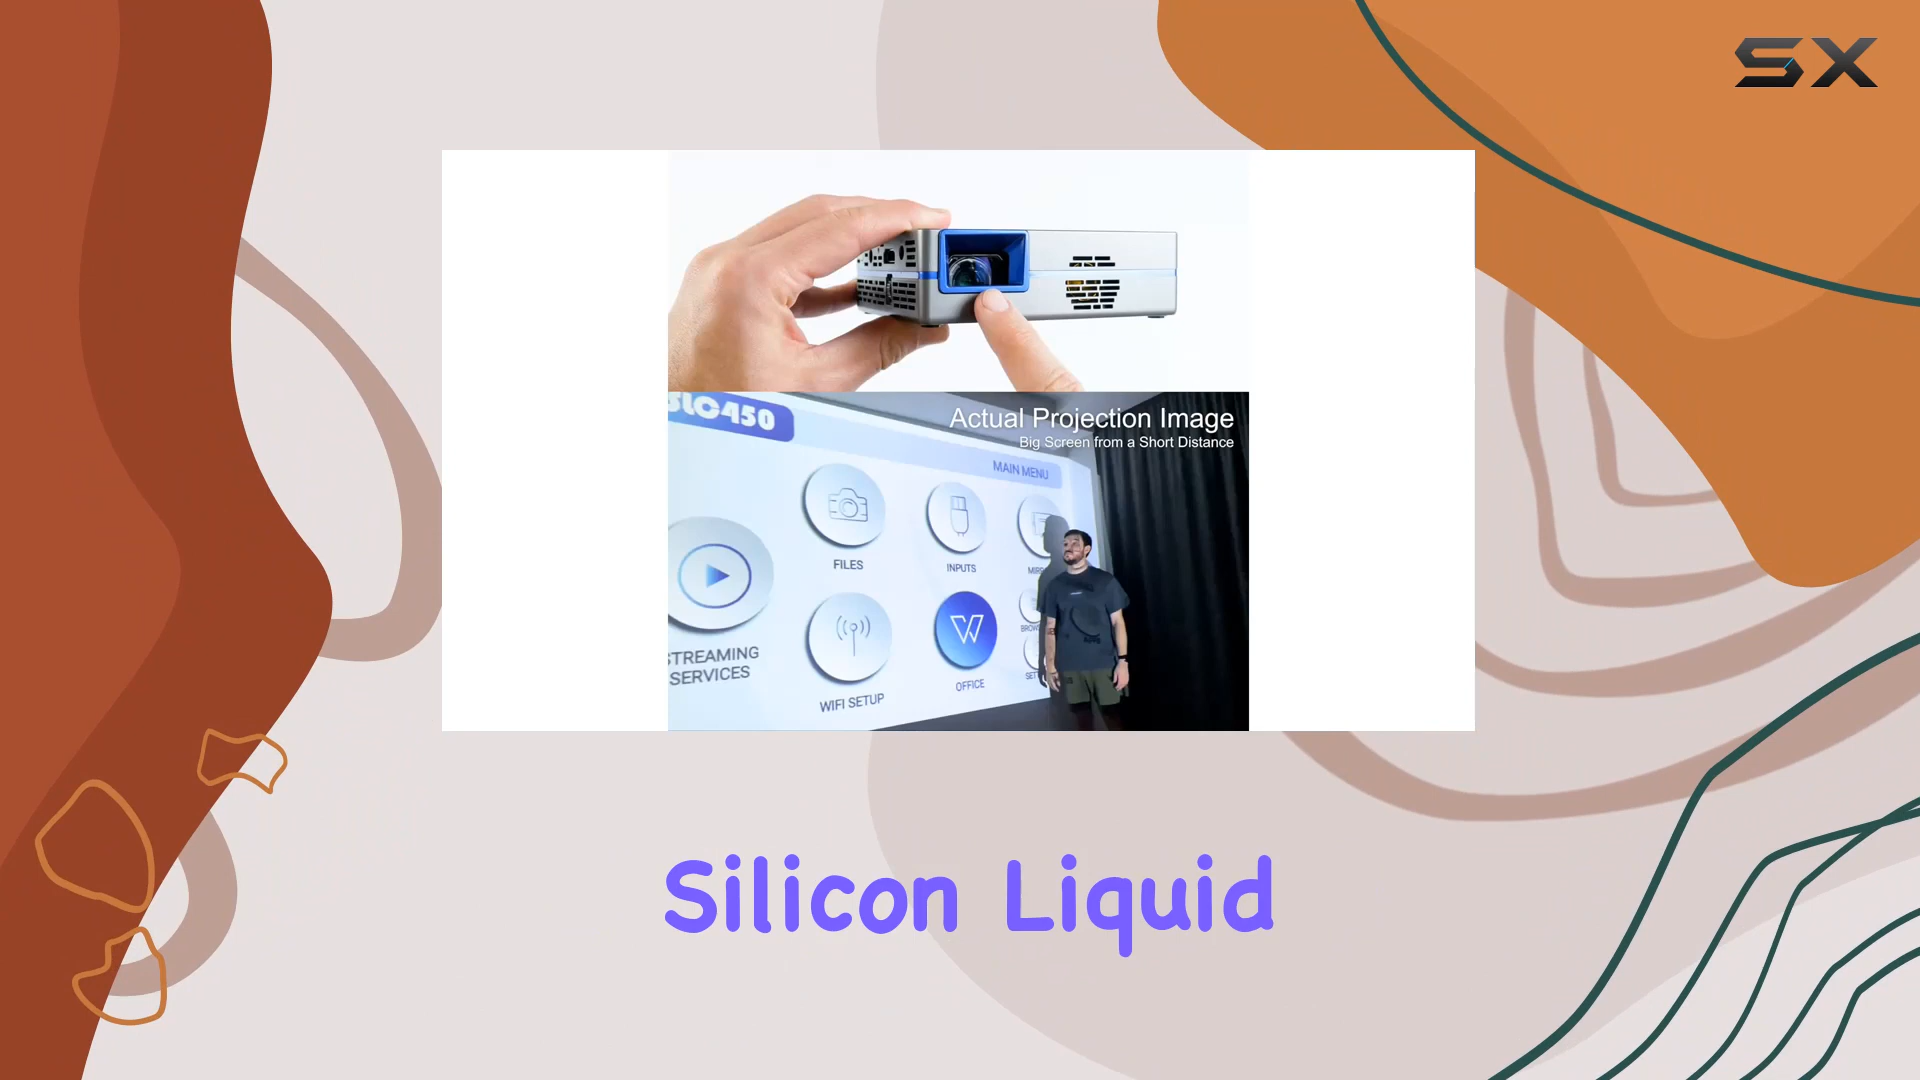 SX
SLC450
Actual Projection Image
Big Screen from a Short Distance
MAIN MENU
FILES
INPUTS
STREAMING
SERVICES
WIFI SETUP
OFFICE
Silicon Liquid